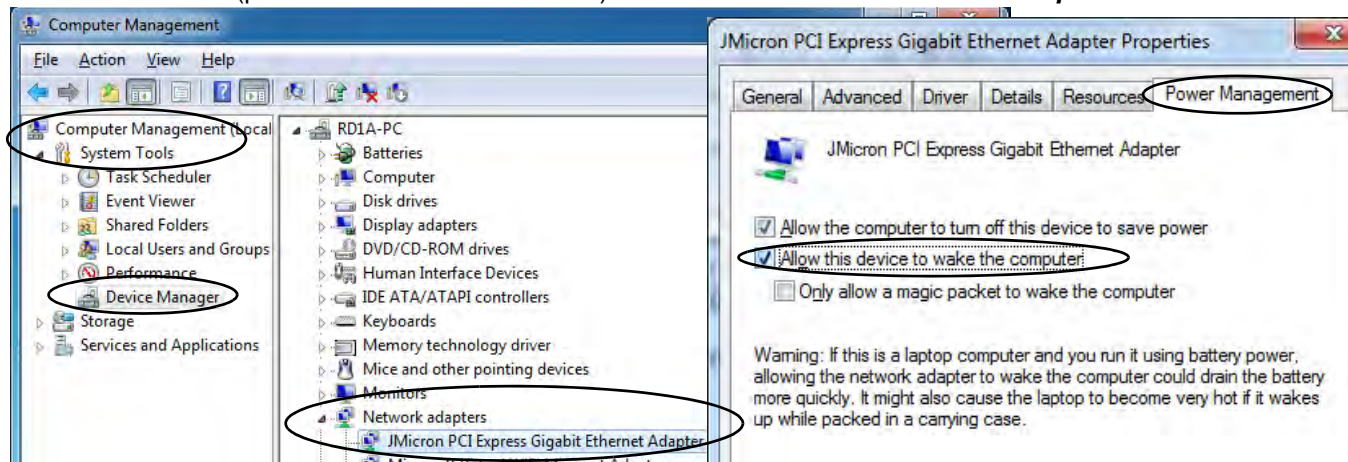 Computer Management
File Action View Help
Computer Management (Local
System Tools
Task Scheduler
Event Viewer
Shared Folders
Local Users and Groups
Performance
Device Manager
Storage
Services and Applications
RD1A-PC
Batteries
Computer
Disk drives
Display adapters
DVD/CD-ROM drives
Human Interface Devices
IDE ATA/ATAPI controllers
Keyboards
Memory technology driver
Mice and other pointing devices
Monitors
Network adapters
JMicron PCI Express Gigabit Ethernet Adapter
JMicron PCI Express Gigabit Ethernet Adapter Properties
General Advanced Driver Details Resources Power Management
JMicron PCI Express Gigabit Ethernet Adapter
Allow the computer to turn off this device to save power
Allow this device to wake the computer
Only allow a magic packet to wake the computer
Warning: If this is a laptop computer and you run it using battery power,
allowing the network adapter to wake the computer could drain the battery
more quickly. It might also cause the laptop to become very hot if it wakes
up while packed in a carrying case.